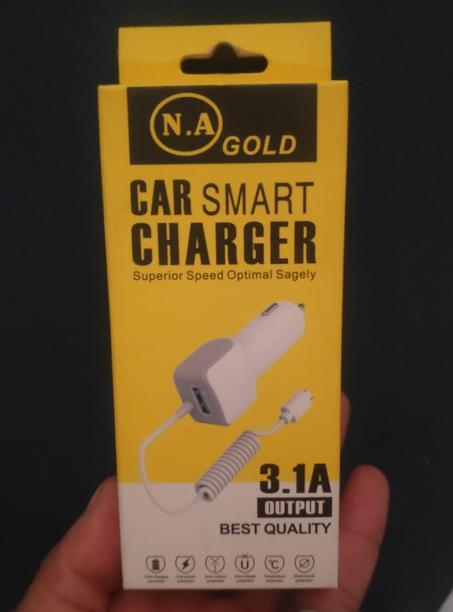 N.A
GOLD
CAR SMART
CHARGER
Superior Speed Optimal Sagely
3.1A
OUTPUT
BEST QUALITY